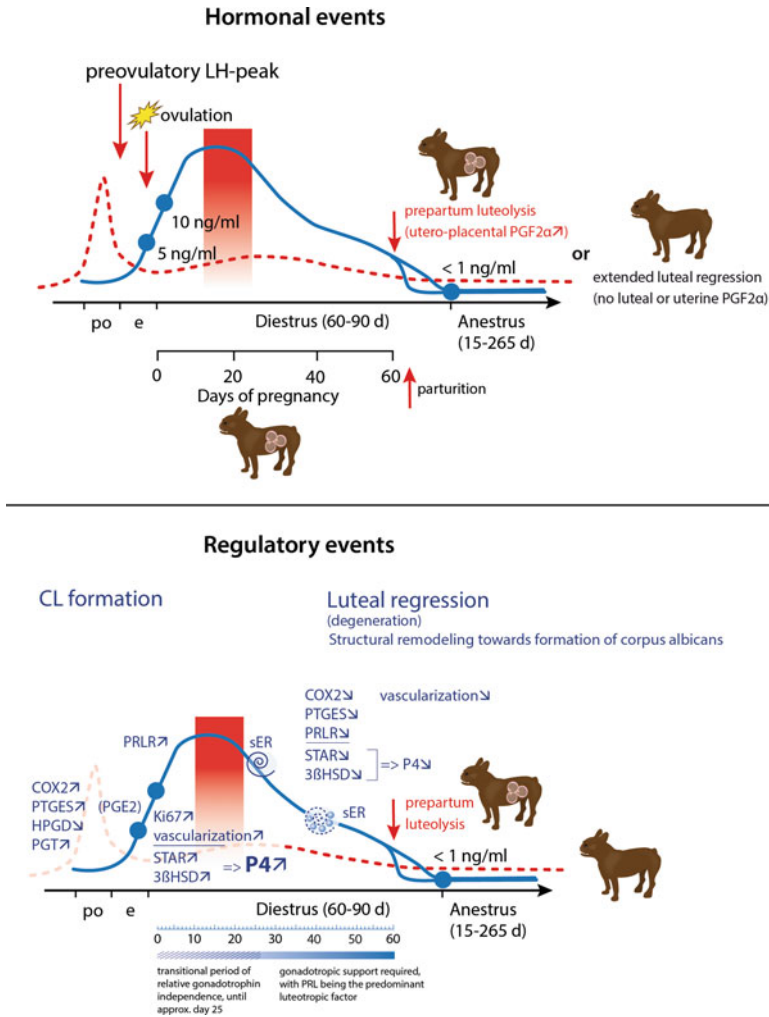 Hormonal events
preovulatory LH-peak
ovulation
10 ng/ml
5 ng/ml
prepartum luteolysis
(utero-placental PGF2α↗)
or
extended luteal regression
(no luteal or uterine PGF2α)
< 1 ng/ml
po
e
Diestrus (60-90 d)
Anestrus
(15-265 d)
0
20
40
60
Days of pregnancy
parturition
Regulatory events
CL formation
Luteal regression
(degeneration)
Structural remodeling towards formation of corpus albicans
COX2↘
vascularization↘
PTGES↘
PRLR↘
STAR↘
3ßHSD↘
=> P4↘
PRLR↗
sER
COX2↗
PTGES↗
(PGE2)
HPGD↘
PGT↗
Ki67↗
vascularization↗
STAR↗
3ßHSD↗
=> P4↗
sER
prepartum
luteolysis
< 1 ng/ml
po
e
Diestrus (60-90 d)
Anestrus
(15-265 d)
0 10 20 30 40 50 60
transitional period of
relative gonadotrophin
independence, until
approx. day 25
gonadotropic support required,
with PRL being the predominant
luteotropic factor